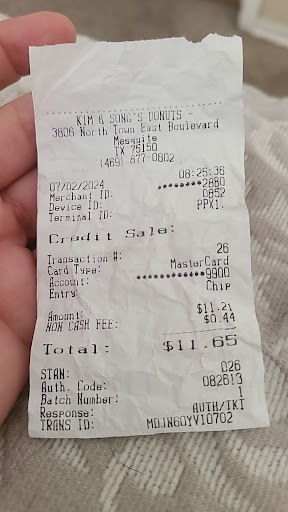 KIM & SONG'S DONUTS -
3806 North Town East Boulevard
Mesquite
TX 75150
(469) 677-0802
07/02/2024 08:25:36
Merchant ID: ••••••••2880
Device ID: 0852
Terminal ID: PPX1.
Credit Sale:
Transaction #: 26
Card Type: MasterCard
Account: ••••••••••••9900
Entry: Chip
Amount: $11.21
NON CASH FEE: $0.44
Total: $11.65
STAN: 026
Auth. Code: 082613
Batch Number: 1
Response: AUTH/TKT
TRANS ID: MDJN6OYV10702